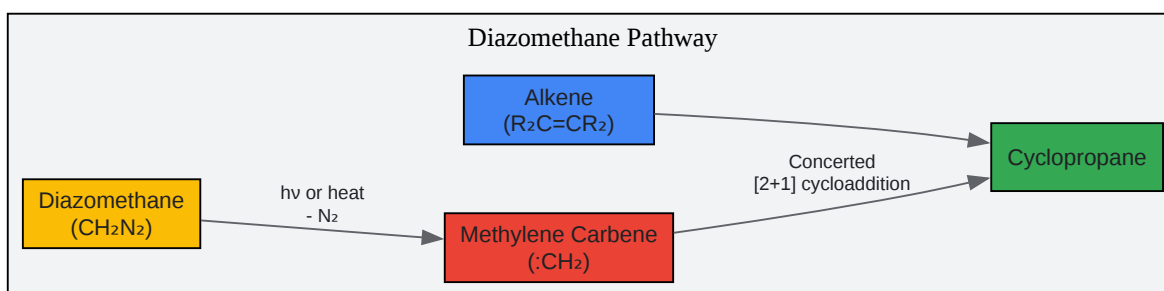 Diazomethane Pathway
Alkene
(R₂C=CR₂)
Cyclopropane
Concerted
[2+1] cycloaddition
Diazomethane
(CH₂N₂)
hν or heat
- N₂
Methylene Carbene
(:CH₂)